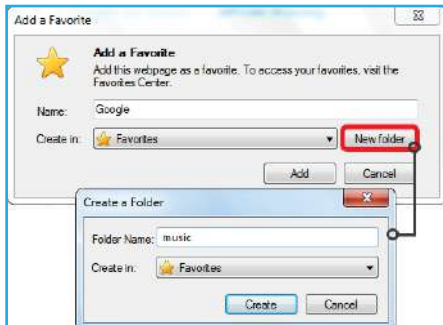 Add a Favorite
Add a Favorite
Add this webpage as a favorite. To access your favorites, visit the
Favorites Center.
Name: Google
Create in: Favorites New folder
Add Cancel
Create a Folder
Folder Name: music
Create in: Favorites
Create Cancel